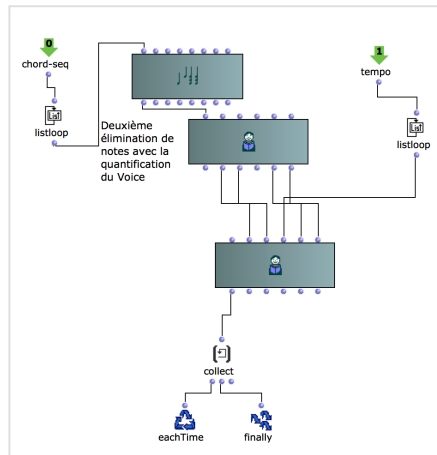 0
chord-seq
listloop
1
tempo
listloop
Deuxième
élimination de
notes avec la
quantification
du Voice
collect
eachTime
finally